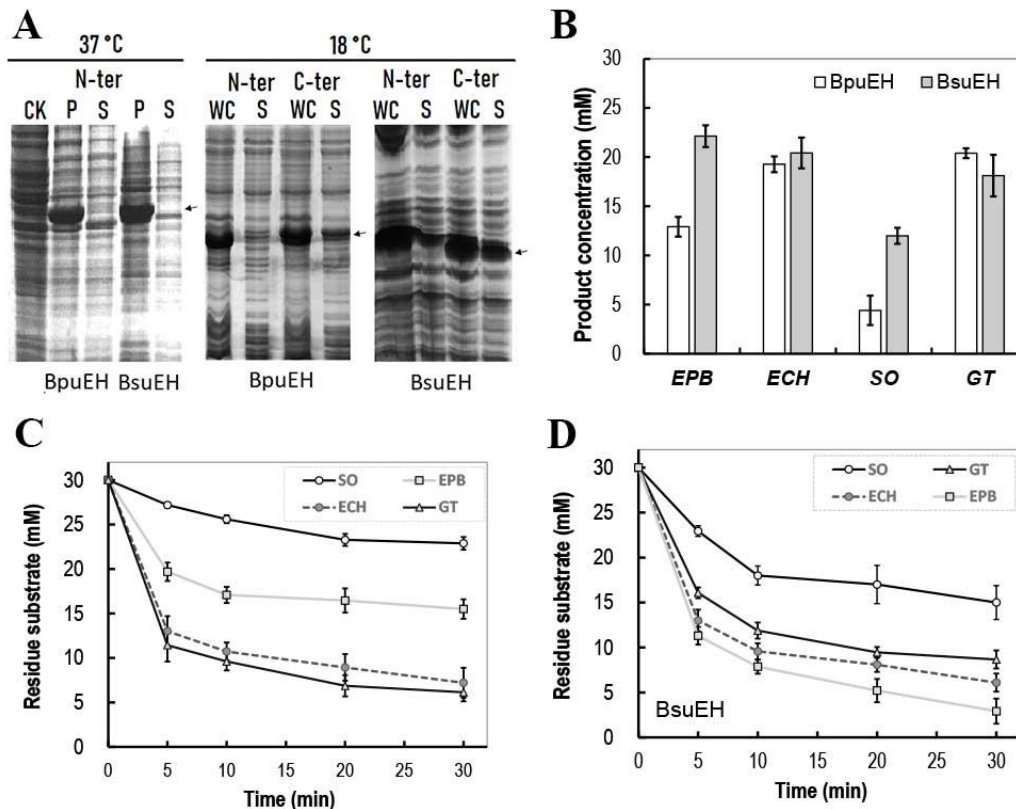 A
37 °C
18 °C
N-ter
N-ter C-ter
N-ter C-ter
CK P S P S
WC S WC S
WC S WC S
BpuEH BsuEH
BpuEH
BsuEH
B
Product concentration (mM)
30
25
20
15
10
5
0
BpuEH BsuEH
EPB ECH SO GT
C
Residue substrate (mM)
35
30
25
20
15
10
5
0
SO EPB
ECH GT
0 5 10 15 20 25 30
Time (min)
D
Residue substrate (mM)
30
25
20
15
10
5
0
SO GT
ECH EPB
BsuEH
0 5 10 20 30
Time (min)